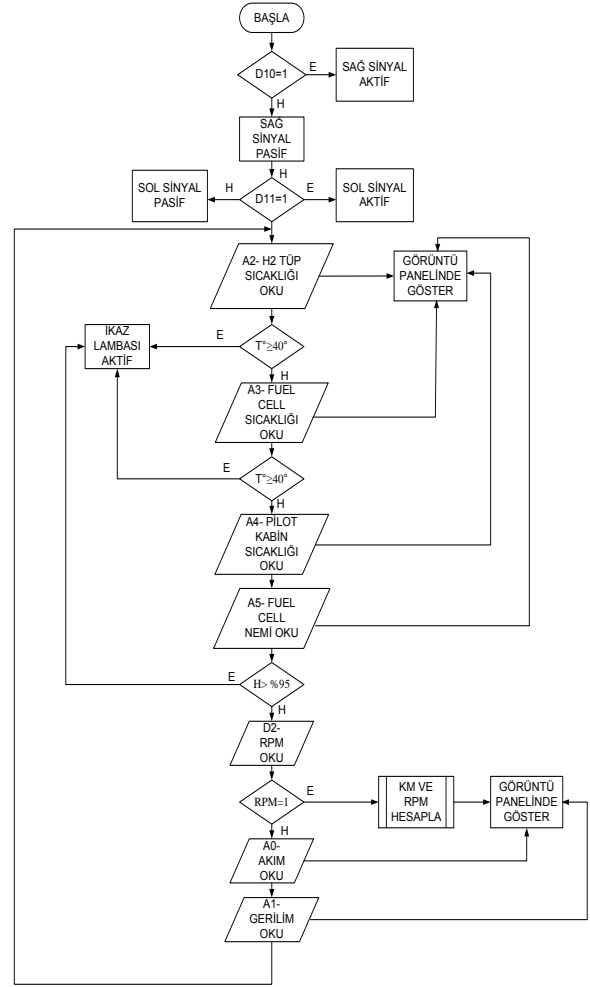 BAŞLA
D10=1
E
SAĞ SİNYAL
AKTİF
H
SAĞ
SİNYAL
PASİF
H
SOL SİNYAL
PASİF
H
D11=1
E
SOL SİNYAL
AKTİF
A2- H2 TÜP
SICAKLIĞI
OKU
GÖRÜNTÜ
PANELİNDE
GÖSTER
İKAZ
LAMBASI
AKTİF
E
T°≥40°
H
A3- FUEL
CELL
SICAKLIĞI
OKU
E
T°≥40°
H
A4- PİLOT
KABİN
SICAKLIĞI
OKU
A5- FUEL
CELL
NEMİ OKU
E
H> %95
H
D2-
RPM
OKU
RPM=1
E
KM VE
RPM
HESAPLA
GÖRÜNTÜ
PANELİNDE
GÖSTER
H
A0-
AKIM
OKU
A1-
GERİLİM
OKU